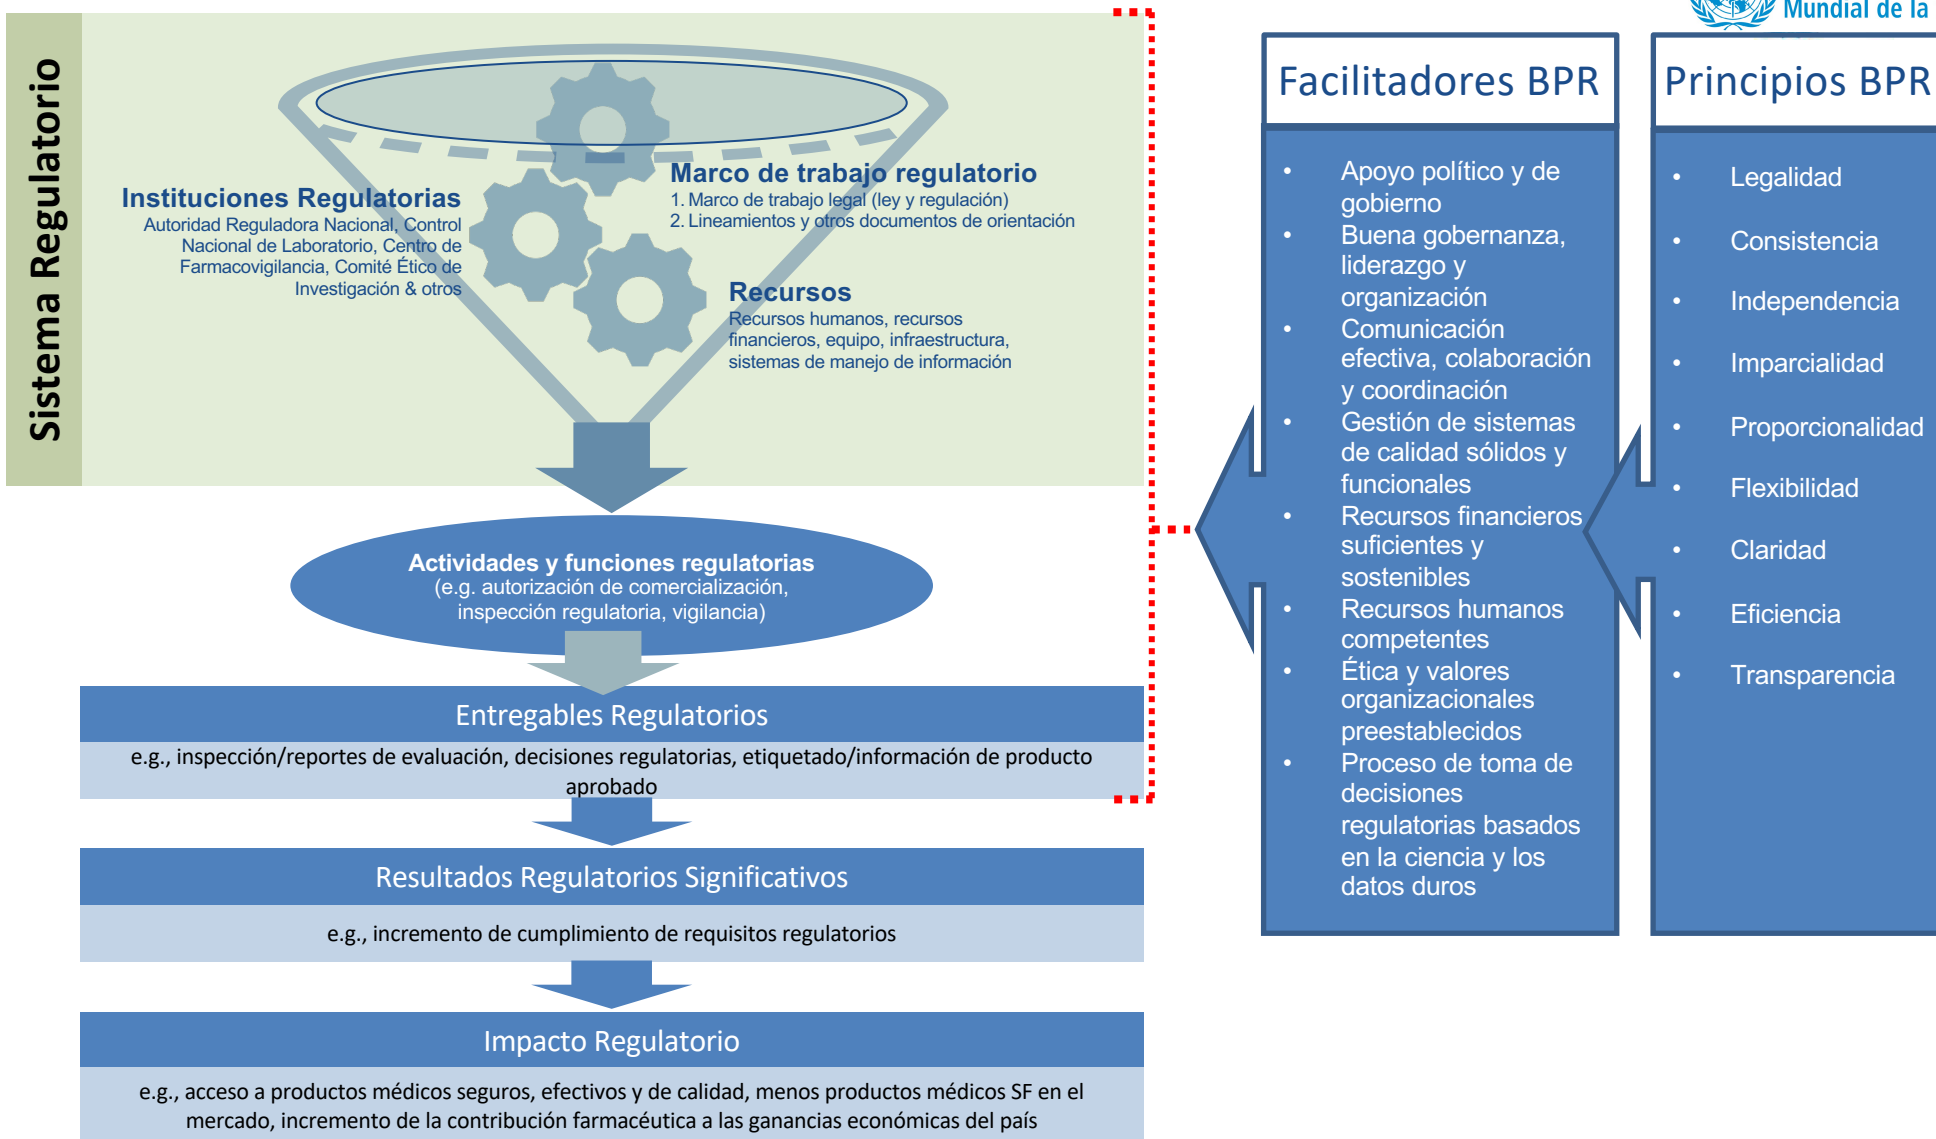 Mundial de la
Sistema Regulatorio
Instituciones Regulatorias
Autoridad Reguladora Nacional, Control
Nacional de Laboratorio, Centro de
Farmacovigilancia, Comité Ético de
Investigación & otros
Marco de trabajo regulatorio
1. Marco de trabajo legal (ley y regulación)
2. Lineamientos y otros documentos de orientación
Recursos
Recursos humanos, recursos
financieros, equipo, infraestructura,
sistemas de manejo de información
Actividades y funciones regulatorias
(e.g. autorización de comercialización,
inspección regulatoria, vigilancia)
Entregables Regulatorios
e.g., inspección/reportes de evaluación, decisiones regulatorias, etiquetado/información de producto
aprobado
Resultados Regulatorios Significativos
e.g., incremento de cumplimiento de requisitos regulatorios
Impacto Regulatorio
e.g., acceso a productos médicos seguros, efectivos y de calidad, menos productos médicos SF en el
mercado, incremento de la contribución farmacéutica a las ganancias económicas del país
Facilitadores BPR
• Apoyo político y de
gobierno
• Buena gobernanza,
liderazgo y
organización
• Comunicación
efectiva, colaboración
y coordinación
• Gestión de sistemas
de calidad sólidos y
funcionales
• Recursos financieros
suficientes y
sostenibles
• Recursos humanos
competentes
• Ética y valores
organizacionales
preestablecidos
• Proceso de toma de
decisiones
regulatorias basados
en la ciencia y los
datos duros
Principios BPR
• Legalidad
• Consistencia
• Independencia
• Imparcialidad
• Proporcionalidad
• Flexibilidad
• Claridad
• Eficiencia
• Transparencia